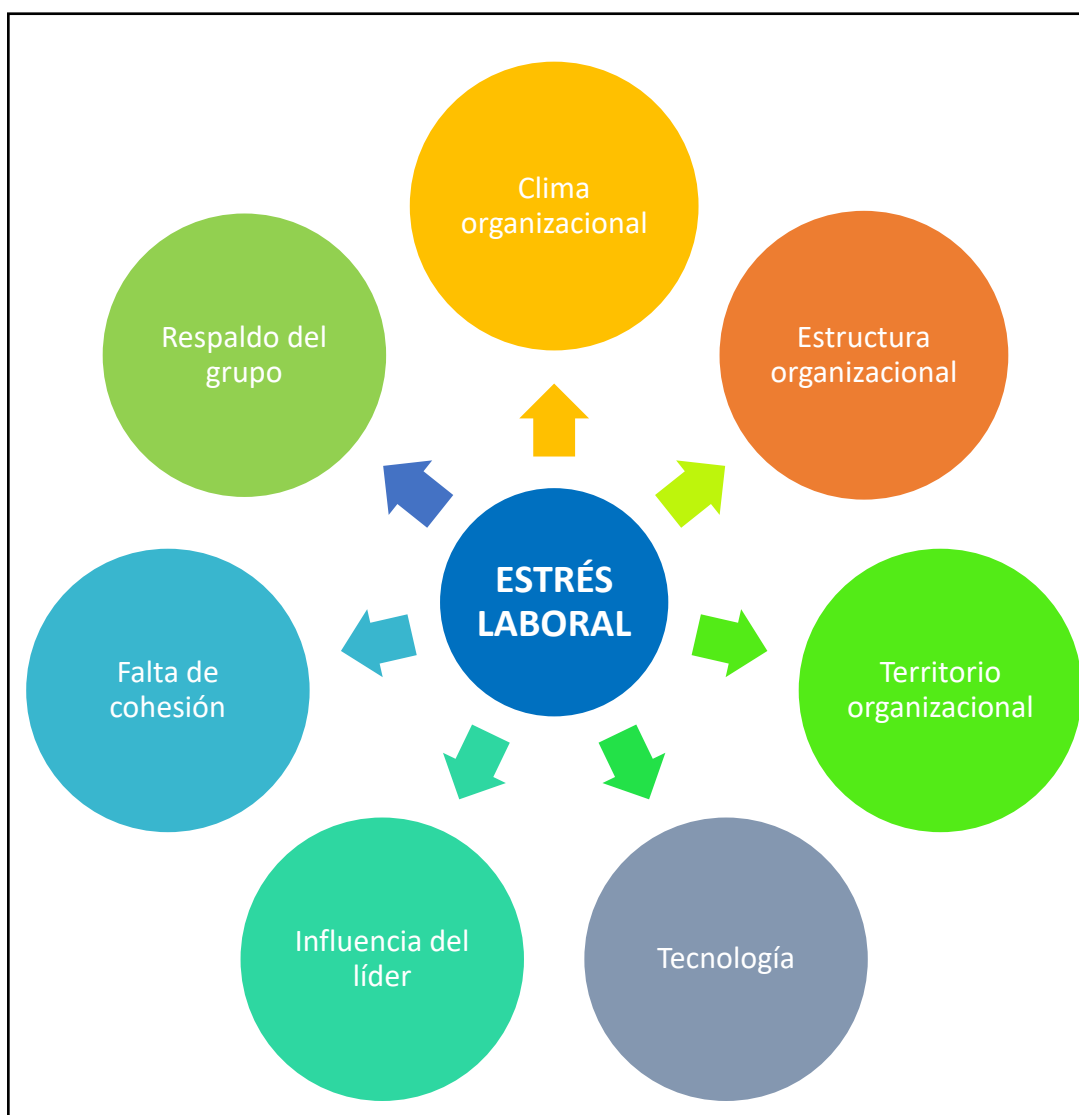 Clima
organizacional
Estructura
organizacional
Territorio
organizacional
Tecnología
Influencia del
líder
Falta de
cohesión
Respaldo del
grupo
ESTRÉS
LABORAL